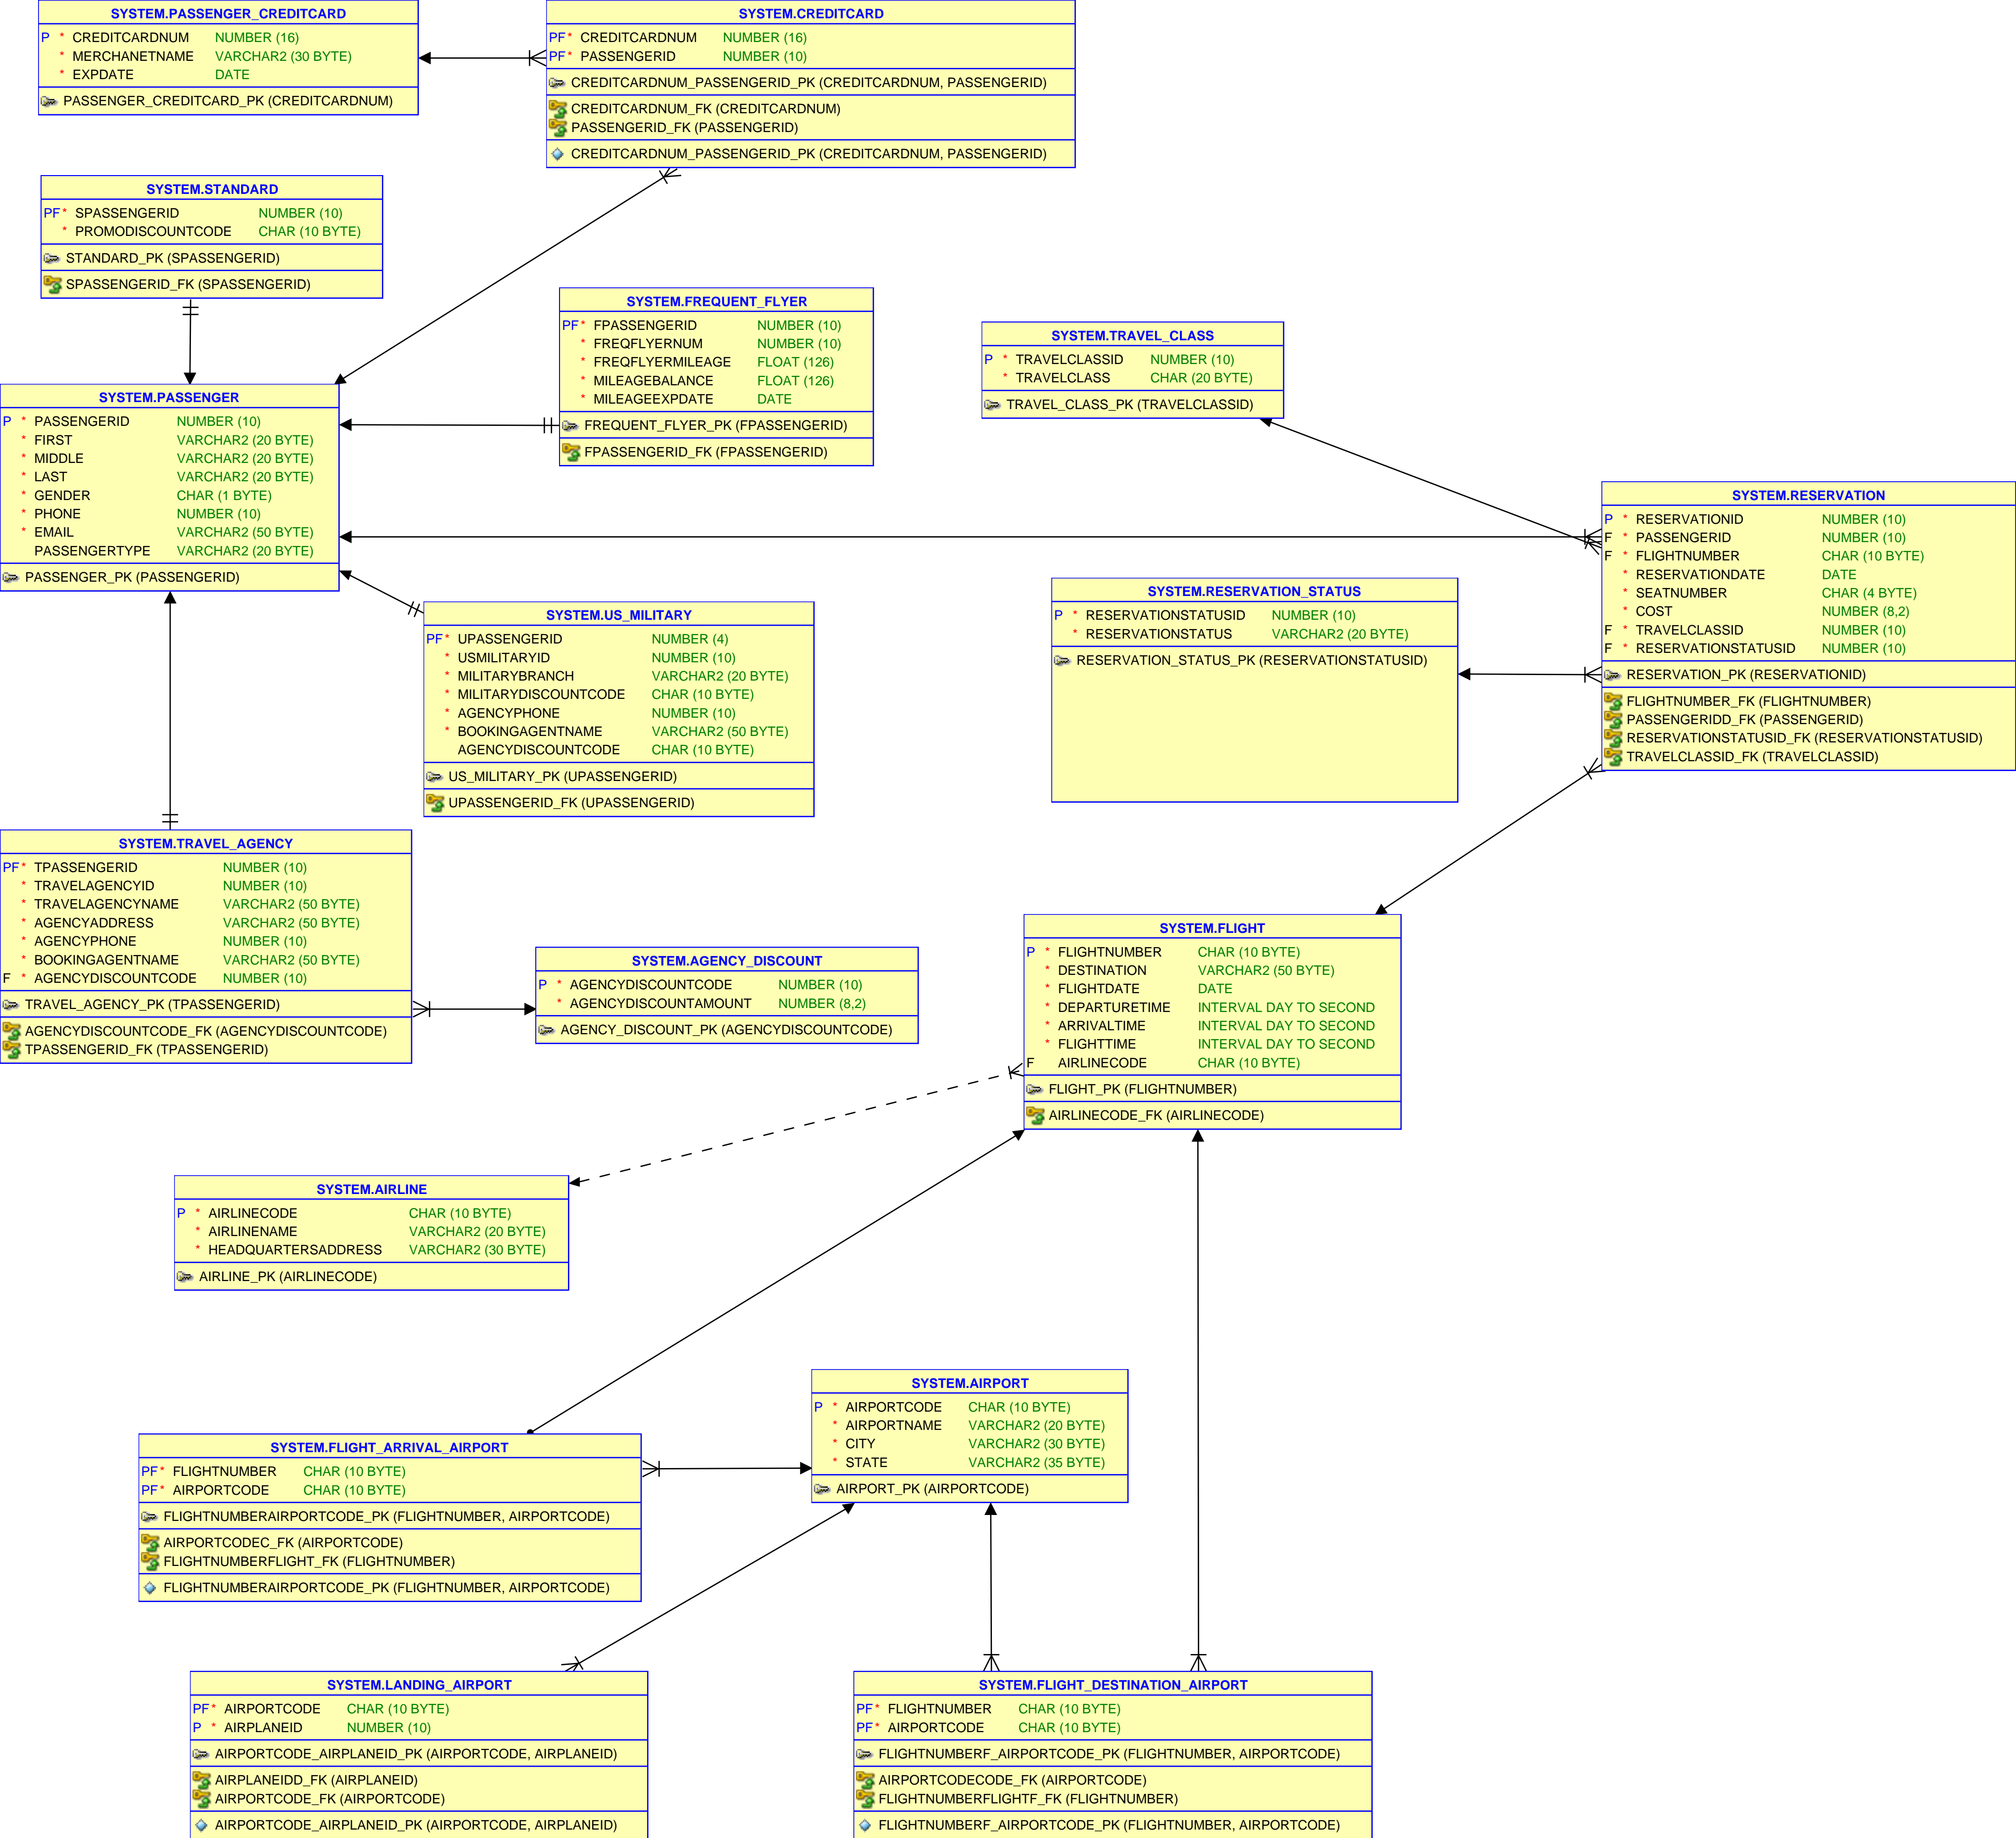 SYSTEM.PASSENGER_CREDITCARD
P * CREDITCARDNUM NUMBER (16)
* MERCHANETNAME VARCHAR2 (30 BYTE)
* EXPDATE DATE
PASSENGER_CREDITCARD_PK (CREDITCARDNUM)
SYSTEM.CREDITCARD
PF* CREDITCARDNUM NUMBER (16)
PF* PASSENGERID NUMBER (10)
CREDITCARDNUM_PASSENGERID_PK (CREDITCARDNUM, PASSENGERID)
CREDITCARDNUM_FK (CREDITCARDNUM)
PASSENGERID_FK (PASSENGERID)
CREDITCARDNUM_PASSENGERID_PK (CREDITCARDNUM, PASSENGERID)
SYSTEM.STANDARD
PF* SPASSENGERID NUMBER (10)
* PROMODISCOUNTCODE CHAR (10 BYTE)
STANDARD_PK (SPASSENGERID)
SPASSENGERID_FK (SPASSENGERID)
SYSTEM.FREQUENT_FLYER
PF* FPASSENGERID NUMBER (10)
* FREQFLYERNUM NUMBER (10)
* FREQFLYERMILEAGE FLOAT (126)
* MILEAGEBALANCE FLOAT (126)
* MILEAGEEXPDATE DATE
FREQUENT_FLYER_PK (FPASSENGERID)
FPASSENGERID_FK (FPASSENGERID)
SYSTEM.TRAVEL_CLASS
P * TRAVELCLASSID NUMBER (10)
* TRAVELCLASS CHAR (20 BYTE)
TRAVEL_CLASS_PK (TRAVELCLASSID)
SYSTEM.PASSENGER
P * PASSENGERID NUMBER (10)
* FIRST VARCHAR2 (20 BYTE)
* MIDDLE VARCHAR2 (20 BYTE)
* LAST VARCHAR2 (20 BYTE)
* GENDER CHAR (1 BYTE)
* PHONE NUMBER (10)
* EMAIL VARCHAR2 (50 BYTE)
PASSENGERTYPE VARCHAR2 (20 BYTE)
PASSENGER_PK (PASSENGERID)
SYSTEM.RESERVATION
P * RESERVATIONID NUMBER (10)
F * PASSENGERID NUMBER (10)
F * FLIGHTNUMBER CHAR (10 BYTE)
* RESERVATIONDATE DATE
* SEATNUMBER CHAR (4 BYTE)
* COST NUMBER (8,2)
F * TRAVELCLASSID NUMBER (10)
F * RESERVATIONSTATUSID NUMBER (10)
RESERVATION_PK (RESERVATIONID)
FLIGHTNUMBER_FK (FLIGHTNUMBER)
PASSENGERIDD_FK (PASSENGERID)
RESERVATIONSTATUSID_FK (RESERVATIONSTATUSID)
TRAVELCLASSID_FK (TRAVELCLASSID)
SYSTEM.RESERVATION_STATUS
P * RESERVATIONSTATUSID NUMBER (10)
* RESERVATIONSTATUS VARCHAR2 (20 BYTE)
RESERVATION_STATUS_PK (RESERVATIONSTATUSID)
SYSTEM.US_MILITARY
PF* UPASSENGERID NUMBER (4)
* USMILITARYID NUMBER (10)
* MILITARYBRANCH VARCHAR2 (20 BYTE)
* MILITARYDISCOUNTCODE CHAR (10 BYTE)
* AGENCYPHONE NUMBER (10)
* BOOKINGAGENTNAME VARCHAR2 (50 BYTE)
AGENCYDISCOUNTCODE CHAR (10 BYTE)
US_MILITARY_PK (UPASSENGERID)
UPASSENGERID_FK (UPASSENGERID)
SYSTEM.TRAVEL_AGENCY
PF* TPASSENGERID NUMBER (10)
* TRAVELAGENCYID NUMBER (10)
* TRAVELAGENCYNAME VARCHAR2 (50 BYTE)
* AGENCYADDRESS VARCHAR2 (50 BYTE)
* AGENCYPHONE NUMBER (10)
* BOOKINGAGENTNAME VARCHAR2 (50 BYTE)
F * AGENCYDISCOUNTCODE NUMBER (10)
TRAVEL_AGENCY_PK (TPASSENGERID)
AGENCYDISCOUNTCODE_FK (AGENCYDISCOUNTCODE)
TPASSENGERID_FK (TPASSENGERID)
SYSTEM.AGENCY_DISCOUNT
P * AGENCYDISCOUNTCODE NUMBER (10)
* AGENCYDISCOUNTAMOUNT NUMBER (8,2)
AGENCY_DISCOUNT_PK (AGENCYDISCOUNTCODE)
SYSTEM.FLIGHT
P * FLIGHTNUMBER CHAR (10 BYTE)
* DESTINATION VARCHAR2 (50 BYTE)
* FLIGHTDATE DATE
* DEPARTURETIME INTERVAL DAY TO SECOND
* ARRIVALTIME INTERVAL DAY TO SECOND
* FLIGHTTIME INTERVAL DAY TO SECOND
F AIRLINECODE CHAR (10 BYTE)
FLIGHT_PK (FLIGHTNUMBER)
AIRLINECODE_FK (AIRLINECODE)
SYSTEM.AIRLINE
P * AIRLINECODE CHAR (10 BYTE)
* AIRLINENAME VARCHAR2 (20 BYTE)
* HEADQUARTERSADDRESS VARCHAR2 (30 BYTE)
AIRLINE_PK (AIRLINECODE)
SYSTEM.AIRPORT
P * AIRPORTCODE CHAR (10 BYTE)
* AIRPORTNAME VARCHAR2 (20 BYTE)
* CITY VARCHAR2 (30 BYTE)
* STATE VARCHAR2 (35 BYTE)
AIRPORT_PK (AIRPORTCODE)
SYSTEM.FLIGHT_ARRIVAL_AIRPORT
PF* FLIGHTNUMBER CHAR (10 BYTE)
PF* AIRPORTCODE CHAR (10 BYTE)
FLIGHTNUMBERAIRPORTCODE_PK (FLIGHTNUMBER, AIRPORTCODE)
AIRPORTCODEC_FK (AIRPORTCODE)
FLIGHTNUMBERFLIGHT_FK (FLIGHTNUMBER)
FLIGHTNUMBERAIRPORTCODE_PK (FLIGHTNUMBER, AIRPORTCODE)
SYSTEM.LANDING_AIRPORT
PF* AIRPORTCODE CHAR (10 BYTE)
P * AIRPLANEID NUMBER (10)
AIRPORTCODE_AIRPLANEID_PK (AIRPORTCODE, AIRPLANEID)
AIRPLANEIDD_FK (AIRPLANEID)
AIRPORTCODE_FK (AIRPORTCODE)
AIRPORTCODE_AIRPLANEID_PK (AIRPORTCODE, AIRPLANEID)
SYSTEM.FLIGHT_DESTINATION_AIRPORT
PF* FLIGHTNUMBER CHAR (10 BYTE)
PF* AIRPORTCODE CHAR (10 BYTE)
FLIGHTNUMBERF_AIRPORTCODE_PK (FLIGHTNUMBER, AIRPORTCODE)
AIRPORTCODECODE_FK (AIRPORTCODE)
FLIGHTNUMBERFLIGHTF_FK (FLIGHTNUMBER)
FLIGHTNUMBERF_AIRPORTCODE_PK (FLIGHTNUMBER, AIRPORTCODE)